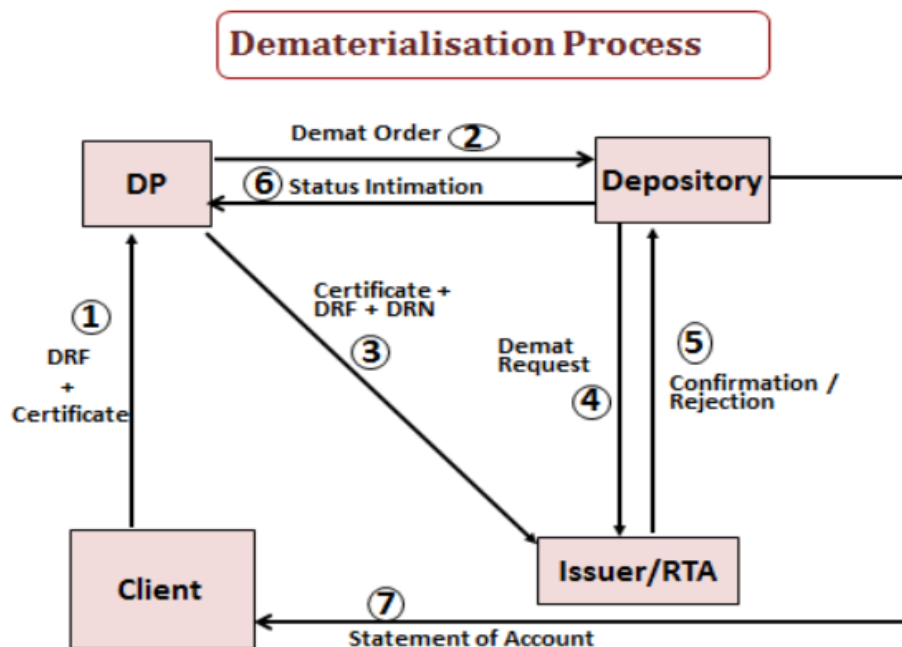 Dematerialisation Process
Demat Order 2
DP
6 Status Intimation
Depository
Certificate +
DRF + DRN
3
1
DRF
+
Certificate
Demat
Request
4
5
Confirmation /
Rejection
Client
Issuer/RTA
7
Statement of Account